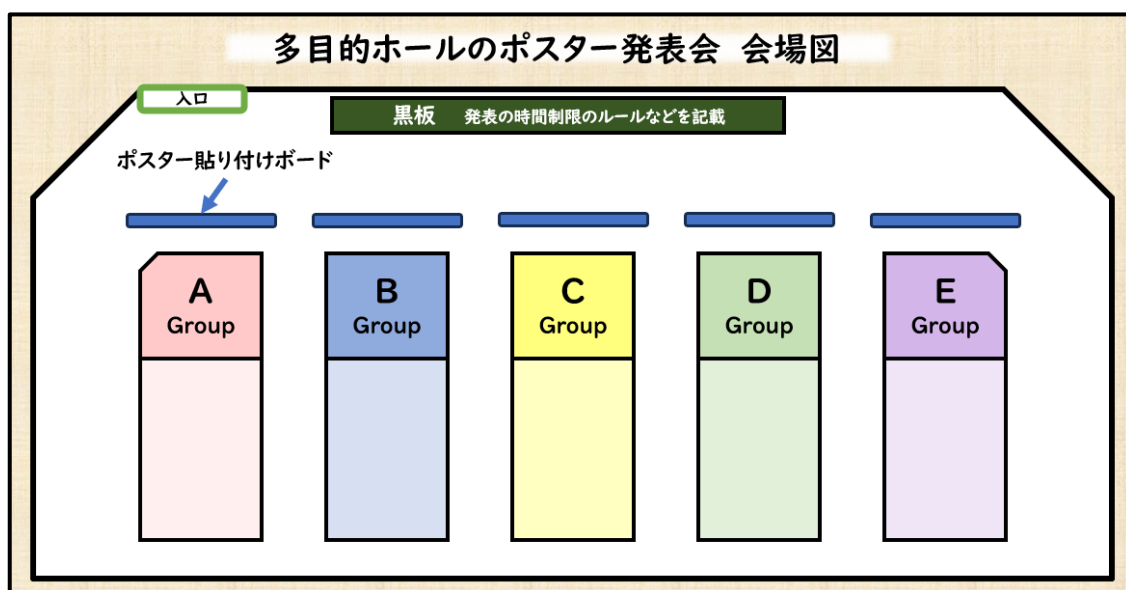 多目的ホールのポスター発表会 会場図
入口
黒板 発表の時間制限のルールなどを記載
ポスター貼り付けボード
A
Group
B
Group
C
Group
D
Group
E
Group